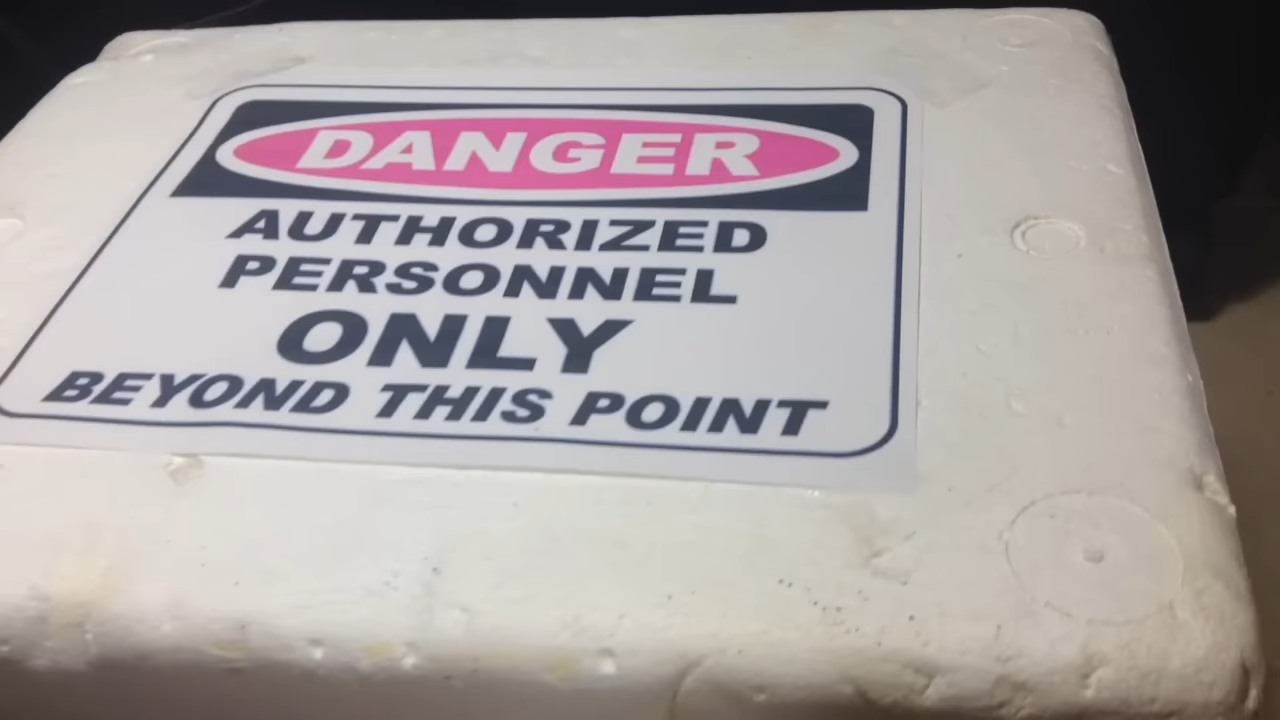 DANGER
AUTHORIZED
PERSONNEL
ONLY
BEYOND THIS POINT